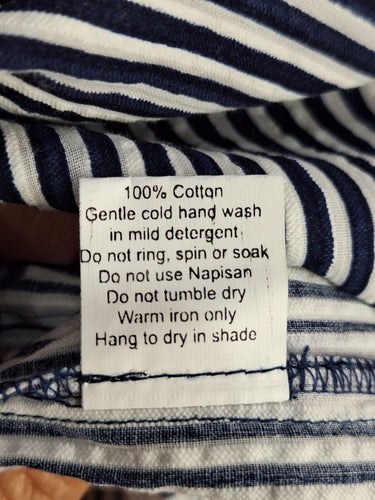 100% Cotton
Gentle cold hand wash
in mild detergent
Do not ring, spin or soak
Do not use Napisan
Do not tumble dry
Warm iron only
Hang to dry in shade